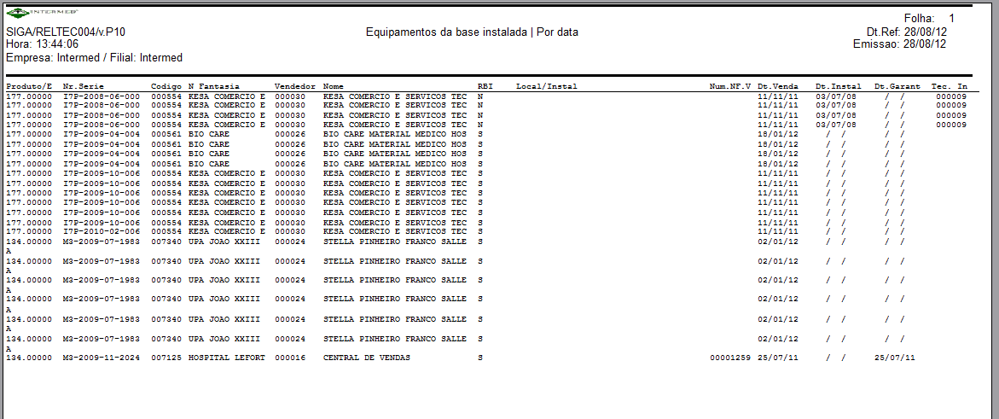 INTERMED
Folha: 1
SIGA/RELTEC004/v.P10 Equipamentos da base instalada | Por data Dt.Ref: 28/08/12
Hora: 13:44:06 Emissao: 28/08/12
Empresa: Intermed / Filial: Intermed
Produto/E Nr.Serie Codigo N Fantasia Vendedor Nome RBI Local/Instal Num.NF.V Dt.Venda Dt.Instal Dt.Garant Tec. In
177.00000 I7P-2008-06-000 000554 KESA COMERCIO E 000030 KESA COMERCIO E SERVICOS TEC N 11/11/11 03/07/08 / / 000009
177.00000 I7P-2008-06-000 000554 KESA COMERCIO E 000030 KESA COMERCIO E SERVICOS TEC N 11/11/11 03/07/08 / / 000009
177.00000 I7P-2008-06-000 000554 KESA COMERCIO E 000030 KESA COMERCIO E SERVICOS TEC N 11/11/11 03/07/08 / / 000009
177.00000 I7P-2008-06-000 000554 KESA COMERCIO E 000030 KESA COMERCIO E SERVICOS TEC N 11/11/11 03/07/08 / / 000009
177.00000 I7P-2009-04-004 000561 BIO CARE 000026 BIO CARE MATERIAL MEDICO HOS S 18/01/12 / / / /
177.00000 I7P-2009-04-004 000561 BIO CARE 000026 BIO CARE MATERIAL MEDICO HOS S 18/01/12 / / / /
177.00000 I7P-2009-04-004 000561 BIO CARE 000026 BIO CARE MATERIAL MEDICO HOS S 18/01/12 / / / /
177.00000 I7P-2009-04-004 000561 BIO CARE 000026 BIO CARE MATERIAL MEDICO HOS S 18/01/12 / / / /
177.00000 I7P-2009-10-006 000554 KESA COMERCIO E 000030 KESA COMERCIO E SERVICOS TEC S 11/11/11 / / / /
177.00000 I7P-2009-10-006 000554 KESA COMERCIO E 000030 KESA COMERCIO E SERVICOS TEC S 11/11/11 / / / /
177.00000 I7P-2009-10-006 000554 KESA COMERCIO E 000030 KESA COMERCIO E SERVICOS TEC S 11/11/11 / / / /
177.00000 I7P-2009-10-006 000554 KESA COMERCIO E 000030 KESA COMERCIO E SERVICOS TEC S 11/11/11 / / / /
177.00000 I7P-2009-10-006 000554 KESA COMERCIO E 000030 KESA COMERCIO E SERVICOS TEC S 11/11/11 / / / /
177.00000 I7P-2009-10-006 000554 KESA COMERCIO E 000030 KESA COMERCIO E SERVICOS TEC S 11/11/11 / / / /
177.00000 I7P-2010-02-006 000554 KESA COMERCIO E 000030 KESA COMERCIO E SERVICOS TEC S 11/11/11 / / / /
134.00000 M3-2009-07-1983 007340 UPA JOAO XXIII 000024 STELLA PINHEIRO FRANCO SALLE S 02/01/12 / / / /
A
134.00000 M3-2009-07-1983 007340 UPA JOAO XXIII 000024 STELLA PINHEIRO FRANCO SALLE S 02/01/12 / / / /
A
134.00000 M3-2009-07-1983 007340 UPA JOAO XXIII 000024 STELLA PINHEIRO FRANCO SALLE S 02/01/12 / / / /
A
134.00000 M3-2009-07-1983 007340 UPA JOAO XXIII 000024 STELLA PINHEIRO FRANCO SALLE S 02/01/12 / / / /
A
134.00000 M3-2009-07-1983 007340 UPA JOAO XXIII 000024 STELLA PINHEIRO FRANCO SALLE S 02/01/12 / / / /
A
134.00000 M3-2009-07-1983 007340 UPA JOAO XXIII 000024 STELLA PINHEIRO FRANCO SALLE S 02/01/12 / / / /
A
134.00000 M3-2009-11-2024 007125 HOSPITAL LEFORT 000016 CENTRAL DE VENDAS S 00001259 25/07/11 / / 25/07/11